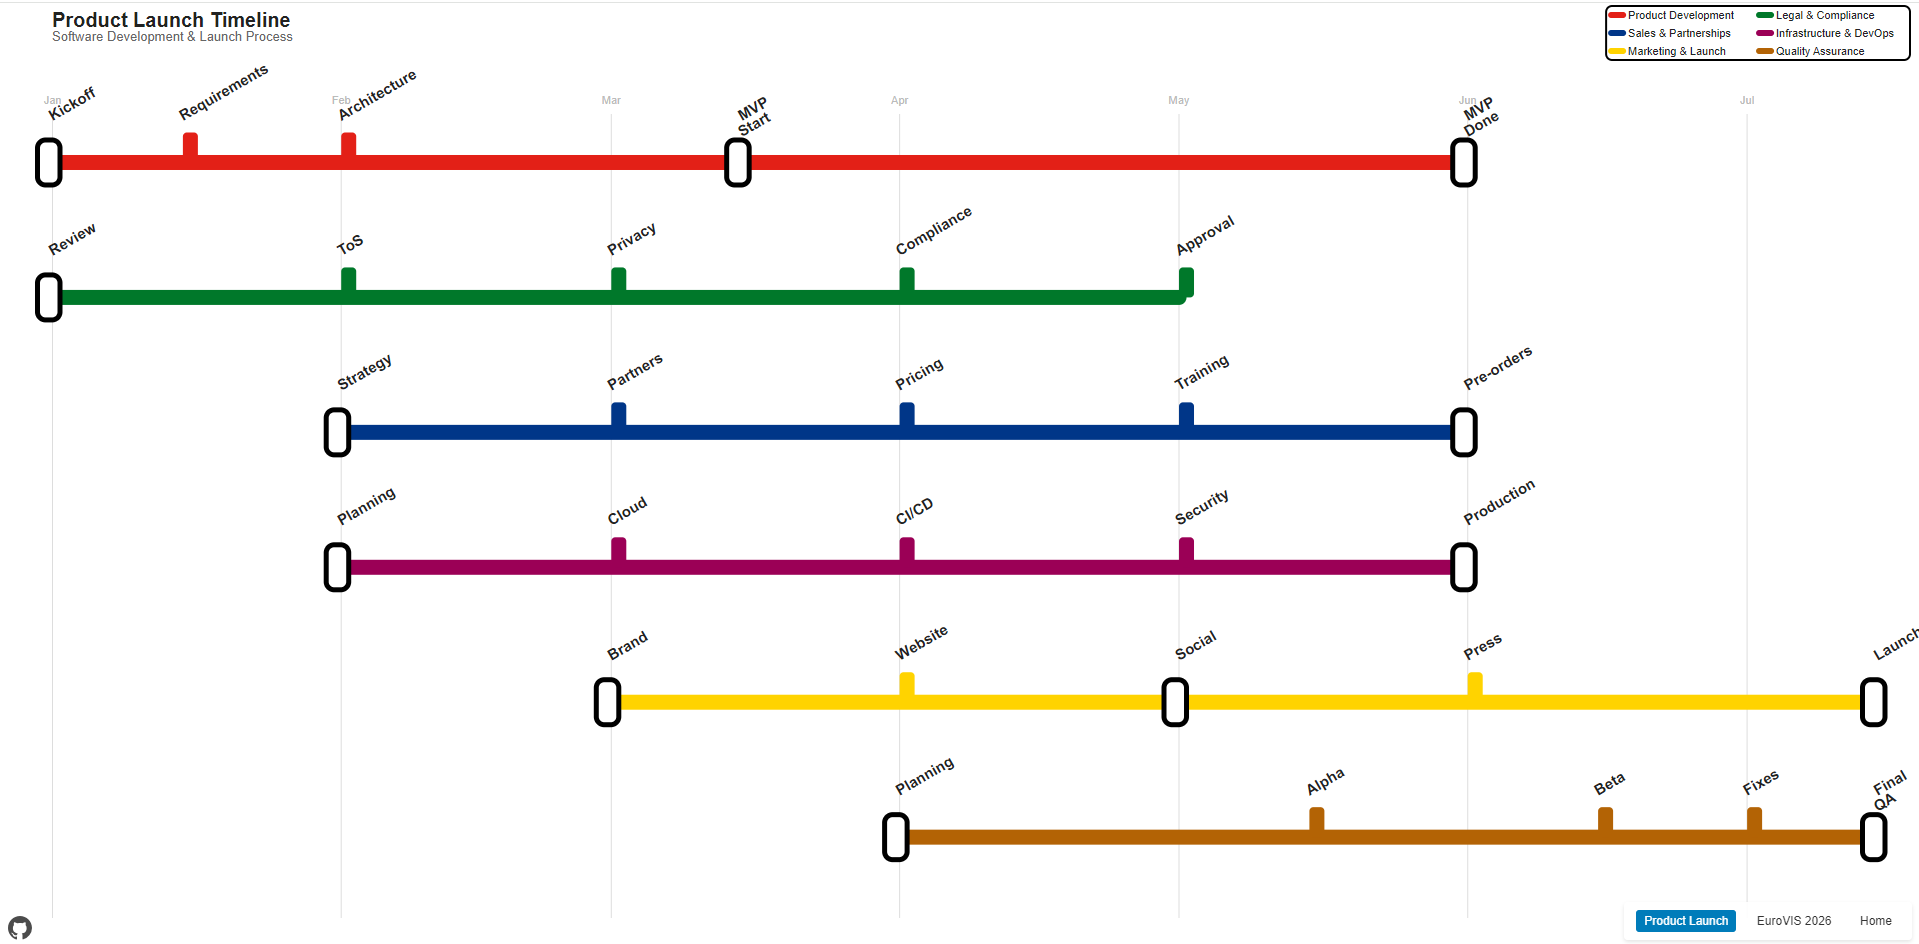 Product Launch Timeline
Software Development & Launch Process
Product Development
Legal & Compliance
Sales & Partnerships
Infrastructure & DevOps
Marketing & Launch
Quality Assurance
Jan
Feb
Mar
Apr
May
Jun
Jul
Kickoff
Requirements
Architecture
MVP
Start
MVP
Done
Review
ToS
Privacy
Compliance
Approval
Strategy
Partners
Pricing
Training
Pre-orders
Planning
Cloud
CI/CD
Security
Production
Brand
Website
Social
Press
Launch
Planning
Alpha
Beta
Fixes
Final
QA
Product Launch
EuroVIS 2026
Home